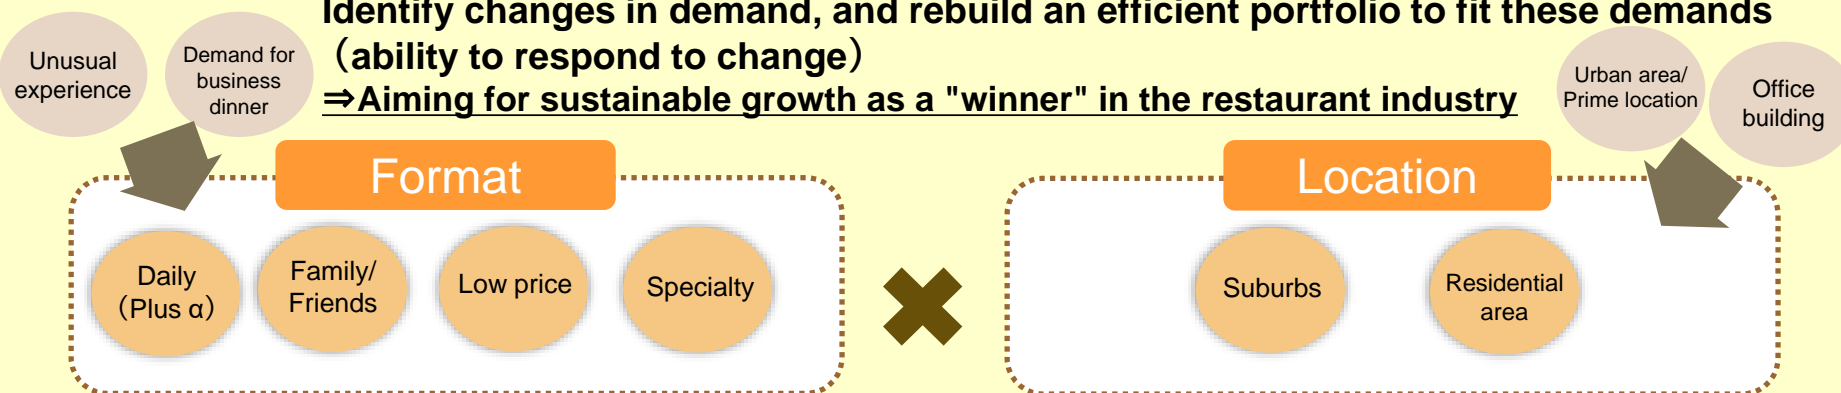 Identify changes in demand, and rebuild an efficient portfolio to fit these demands
（ability to respond to change）
⇒Aiming for sustainable growth as a "winner" in the restaurant industry
Unusual
experience
Demand for
business
dinner
Urban area/
Prime location
Office
building
Format
Daily
（Plus α）
Family/
Friends
Low price
Specialty
Location
Suburbs
Residential
area